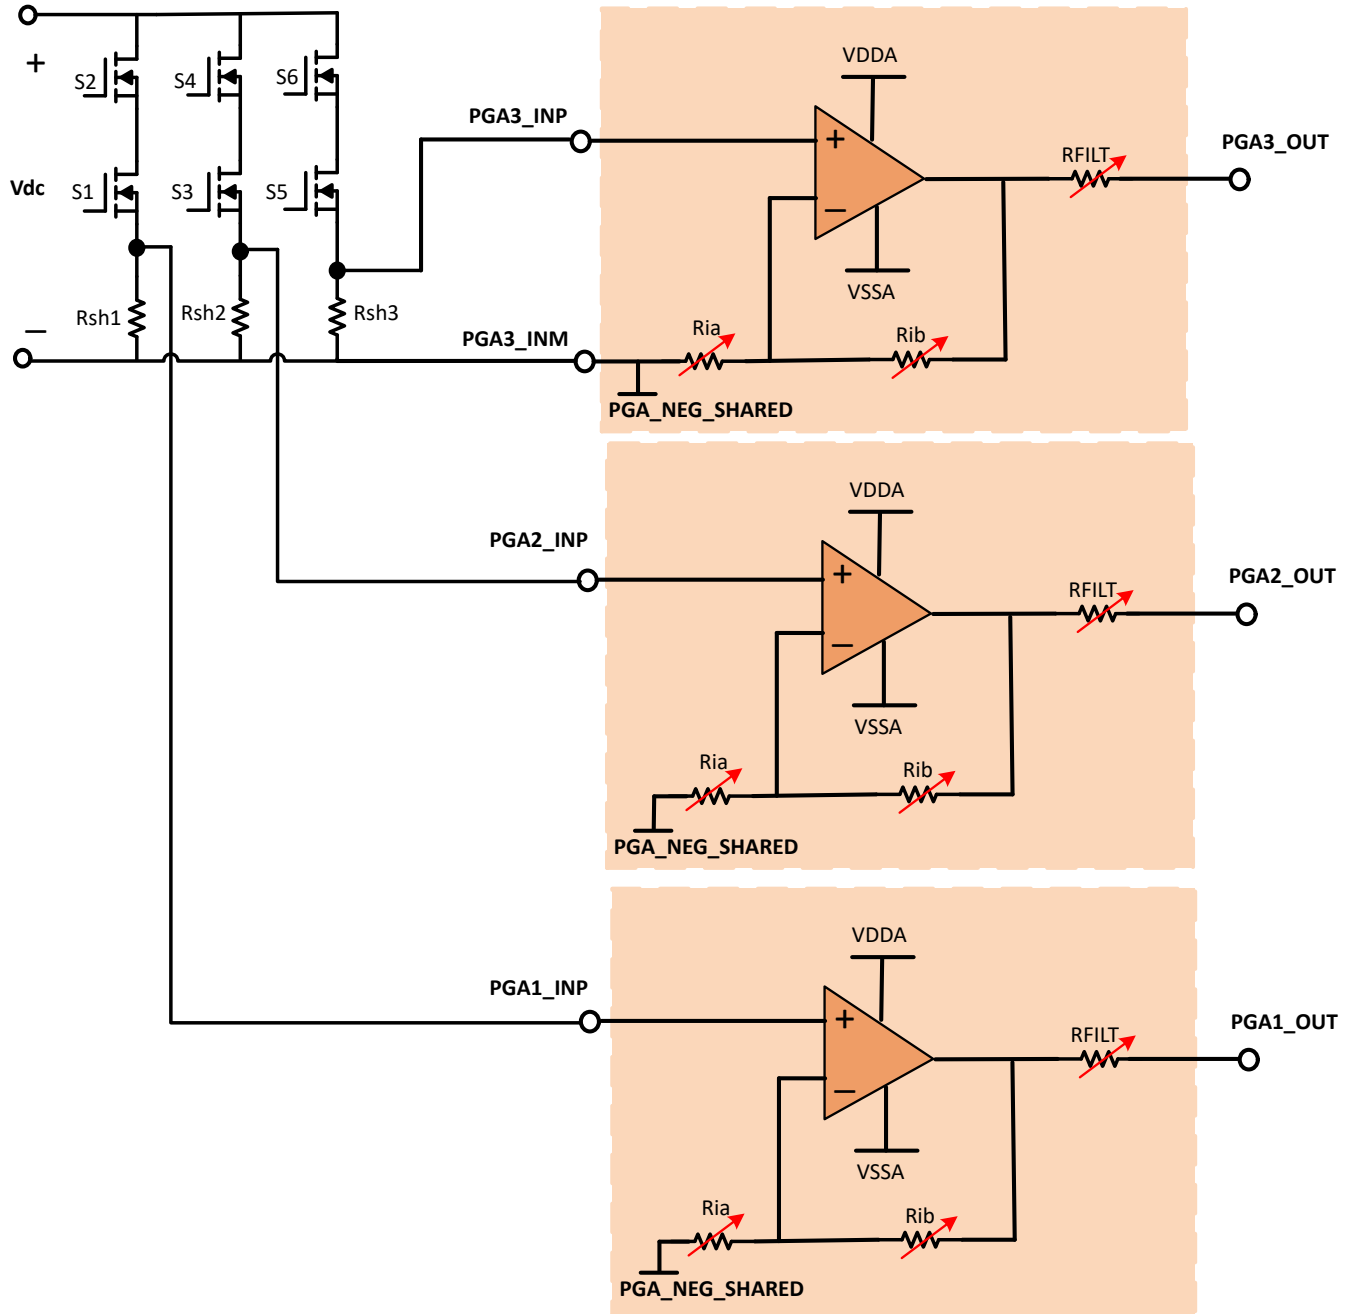 +
Vdc
−
S2
S4
S6
S1
S3
S5
Rsh1
Rsh2
Rsh3
PGA3_INP
PGA3_INM
VDDA
+
−
VSSA
Ria
Rib
RFILT
PGA3_OUT
PGA_NEG_SHARED
PGA2_INP
VDDA
+
−
VSSA
Ria
Rib
RFILT
PGA2_OUT
PGA_NEG_SHARED
PGA1_INP
VDDA
+
−
VSSA
Ria
Rib
RFILT
PGA1_OUT
PGA_NEG_SHARED